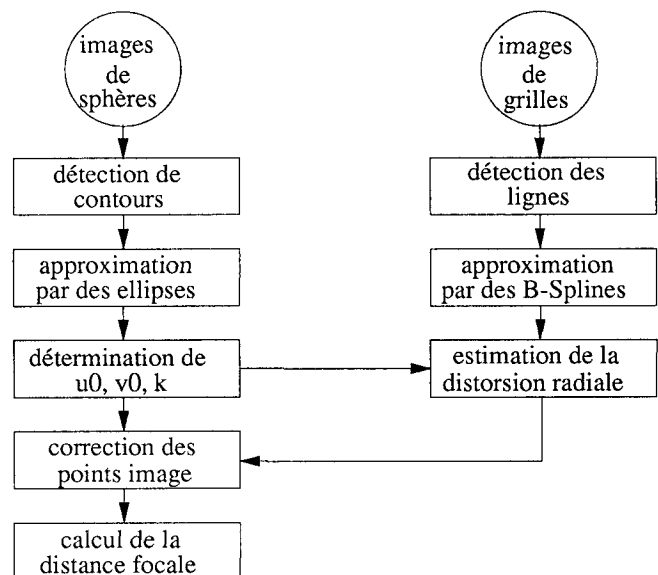 images
de
sphères
détection de
contours
approximation
par des ellipses
détermination de
u0, v0, k
correction des
points image
calcul de la
distance focale
images
de
grilles
détection des
lignes
approximation
par des B-Splines
estimation de la
distorsion radiale